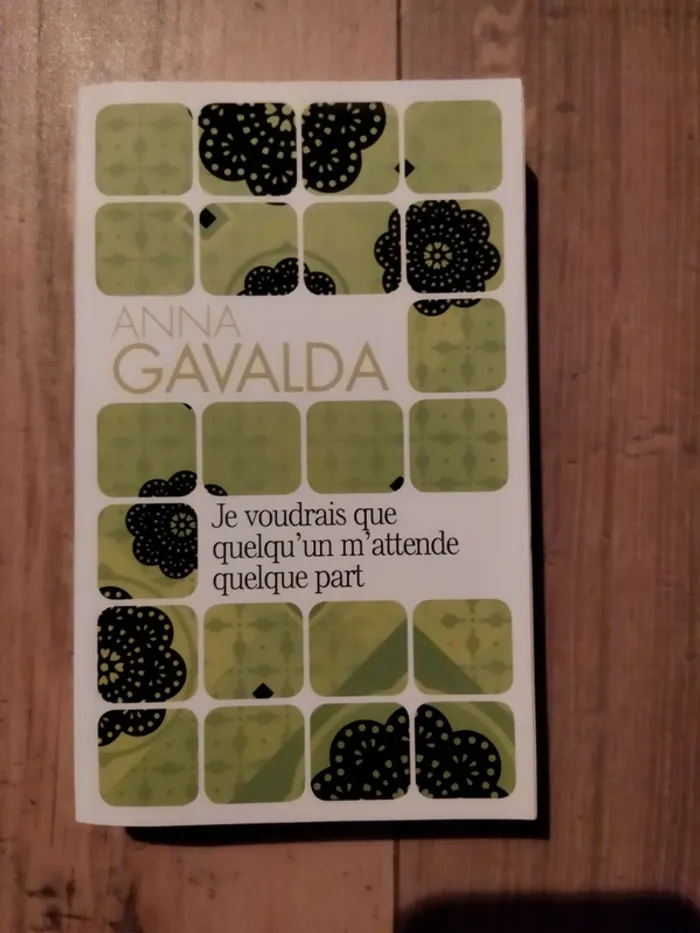 ANNA
GAVALDA
Je voudrais que
quelqu'un m'attende
quelque part